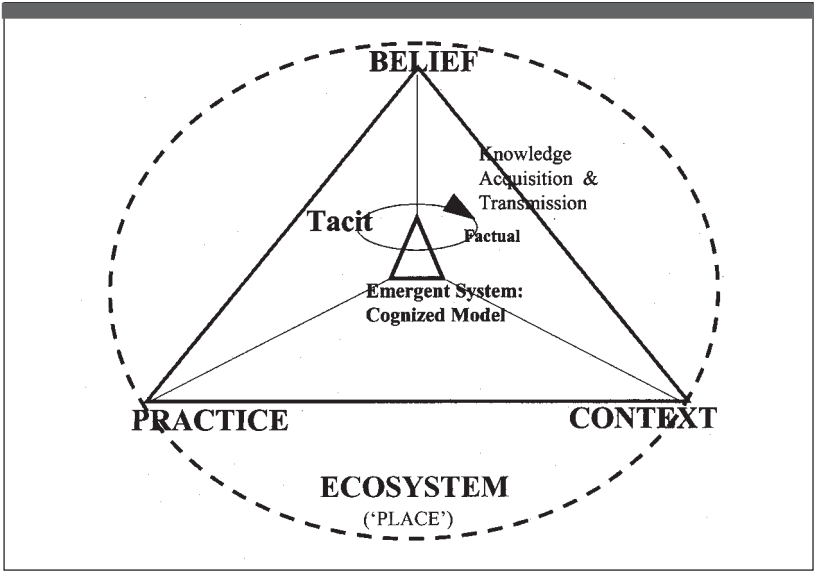 BELIEF
Knowledge
Acquisition &
Transmission
Tacit
Factual
Emergent System:
Cognized Model
PRACTICE
CONTEXT
ECOSYSTEM
(‘PLACE’)